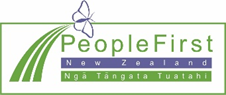 PeopleFirst
New Zealand
Ngā Tāngata Tuatahi